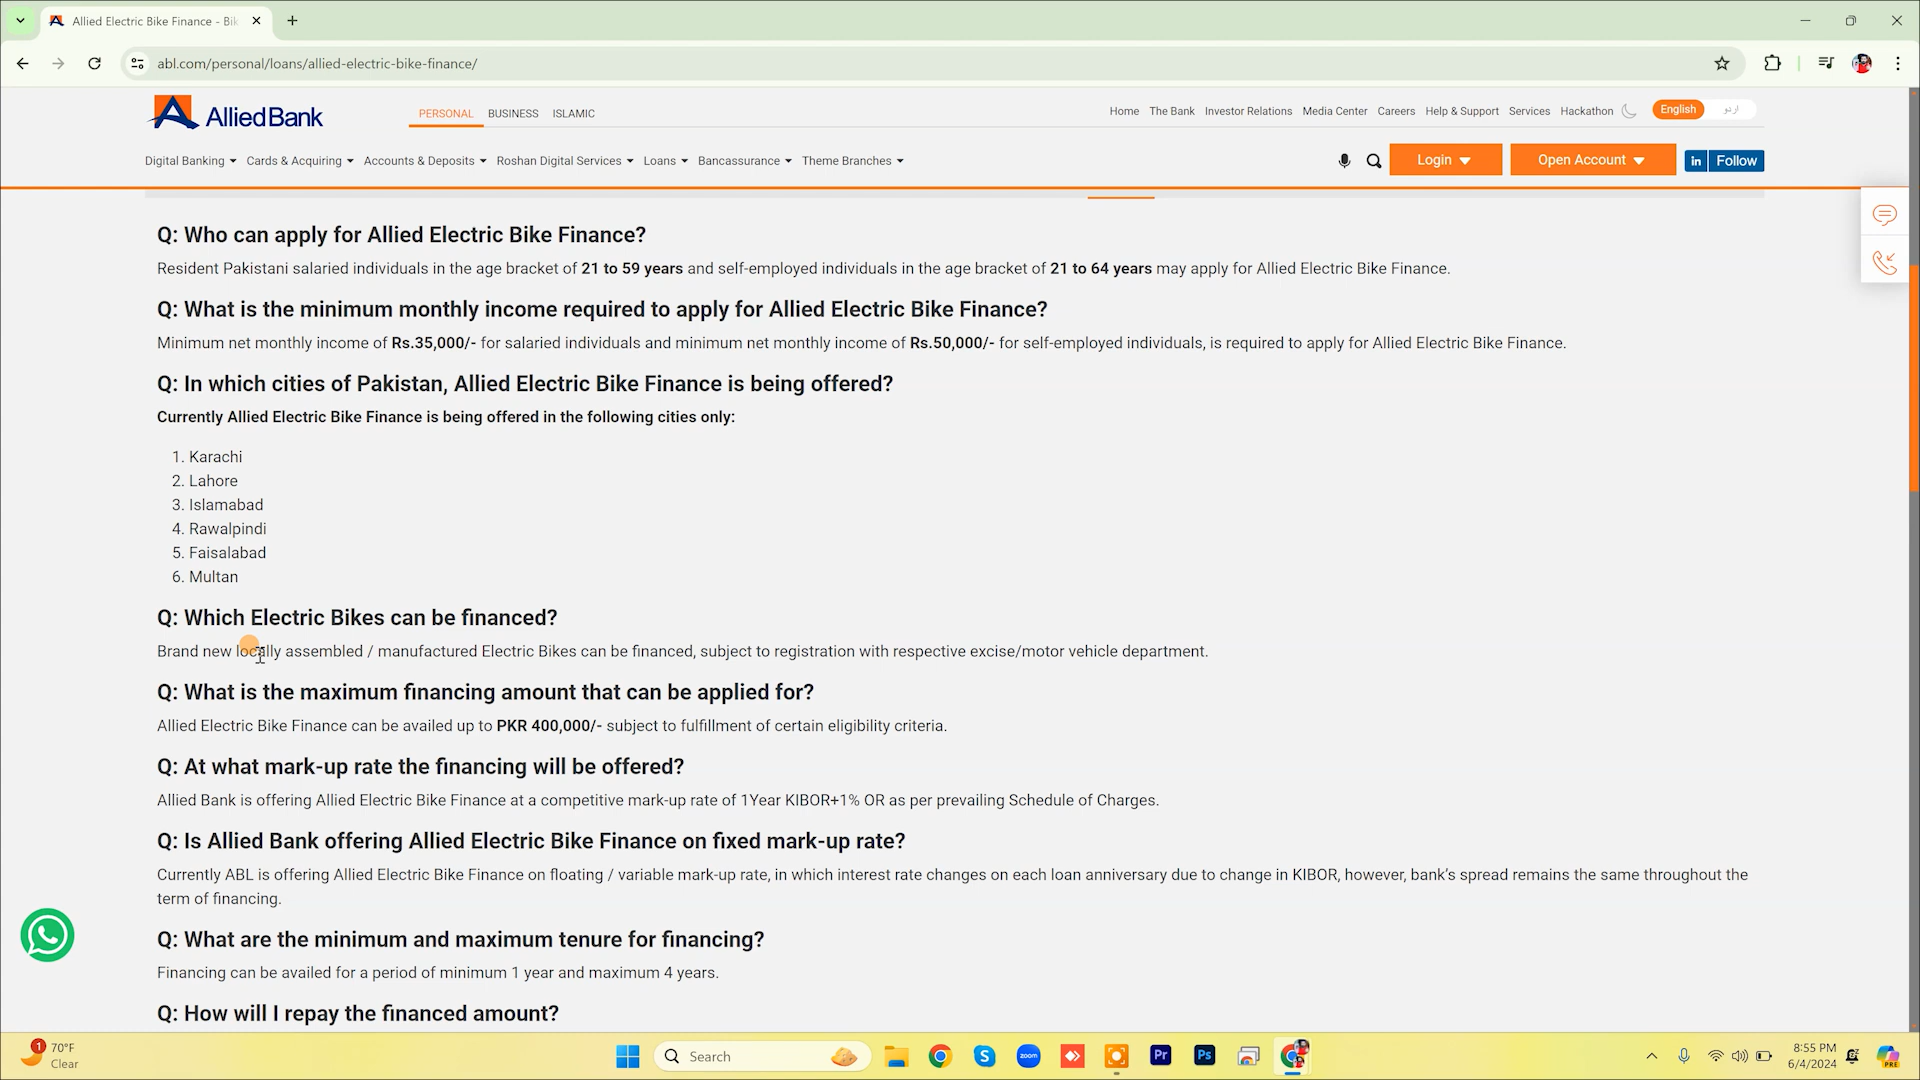 Allied Electric Bike Finance - Bik
abl.com/personal/loans/allied-electric-bike-finance/
Allied Bank
PERSONAL BUSINESS ISLAMIC
Home The Bank Investor Relations Media Center Careers Help & Support Services Hackathon English اردو
Digital Banking Cards & Acquiring Accounts & Deposits Roshan Digital Services Loans Bancassurance Theme Branches Login Open Account in Follow
Q: Who can apply for Allied Electric Bike Finance?
Resident Pakistani salaried individuals in the age bracket of 21 to 59 years and self-employed individuals in the age bracket of 21 to 64 years may apply for Allied Electric Bike Finance.
Q: What is the minimum monthly income required to apply for Allied Electric Bike Finance?
Minimum net monthly income of Rs.35,000/- for salaried individuals and minimum net monthly income of Rs.50,000/- for self-employed individuals, is required to apply for Allied Electric Bike Finance.
Q: In which cities of Pakistan, Allied Electric Bike Finance is being offered?
Currently Allied Electric Bike Finance is being offered in the following cities only:
1. Karachi
2. Lahore
3. Islamabad
4. Rawalpindi
5. Faisalabad
6. Multan
Q: Which Electric Bikes can be financed?
Brand new locally assembled / manufactured Electric Bikes can be financed, subject to registration with respective excise/motor vehicle department.
Q: What is the maximum financing amount that can be applied for?
Allied Electric Bike Finance can be availed up to PKR 400,000/- subject to fulfillment of certain eligibility criteria.
Q: At what mark-up rate the financing will be offered?
Allied Bank is offering Allied Electric Bike Finance at a competitive mark-up rate of 1Year KIBOR+1% OR as per prevailing Schedule of Charges.
Q: Is Allied Bank offering Allied Electric Bike Finance on fixed mark-up rate?
Currently ABL is offering Allied Electric Bike Finance on floating / variable mark-up rate, in which interest rate changes on each loan anniversary due to change in KIBOR, however, bank's spread remains the same throughout the
term of financing.
Q: What are the minimum and maximum tenure for financing?
Financing can be availed for a period of minimum 1 year and maximum 4 years.
Q: How will I repay the financed amount?
1
70°F
Clear
Search
S
zoom
Pr
Ps
8:55 PM
6/4/2024
PRE